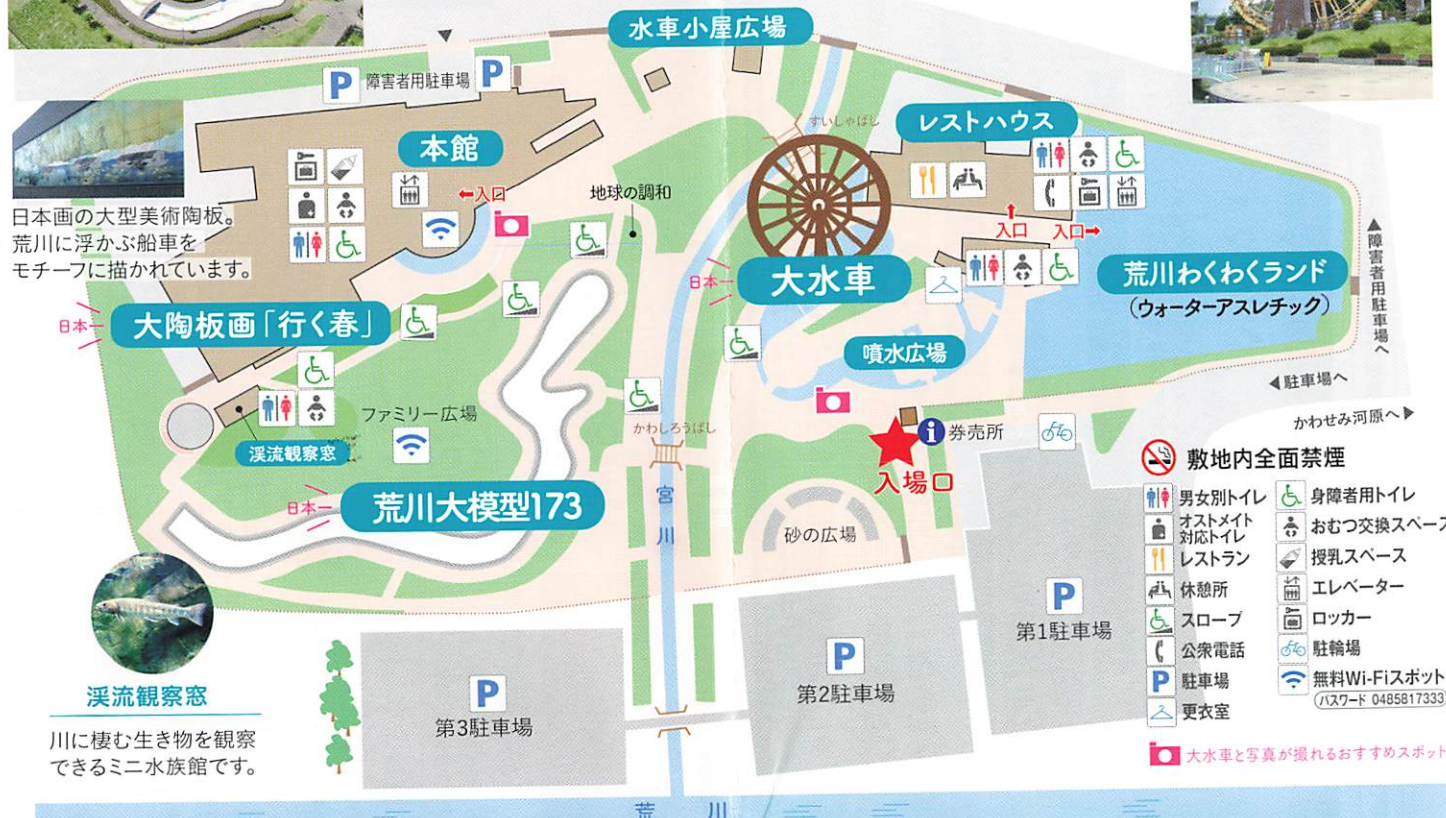 水車小屋広場
P
障害者用駐車場
P
すいしゃばし
レストハウス
本館
←入口
地球の調和
入口
入口→
日本画の大型美術陶板。
荒川に浮かぶ船車を
モチーフに描かれています。
日本一
大水車
荒川わくわくランド
(ウォーターアスレチック)
▲障害者用駐車場へ
日本一
大陶板画「行く春」
噴水広場
◀駐車場へ
かわせみ河原へ▶
ファミリー広場
かわしろうばし
i 券売所
入場口
渓流観察窓
日本一
荒川大模型173
宮川
砂の広場
敷地内全面禁煙
男女別トイレ
身障者用トイレ
オストメイト
対応トイレ
おむつ交換スペース
レストラン
授乳スペース
休憩所
エレベーター
スロープ
ロッカー
公衆電話
駐輪場
P 駐車場
無料Wi-Fiスポット
(パスワード 0485817333)
更衣室
大水車と写真が撮れるおすすめスポット
P
第1駐車場
P
第2駐車場
P
第3駐車場
渓流観察窓
川に棲む生き物を観察
できるミニ水族館です。
荒川